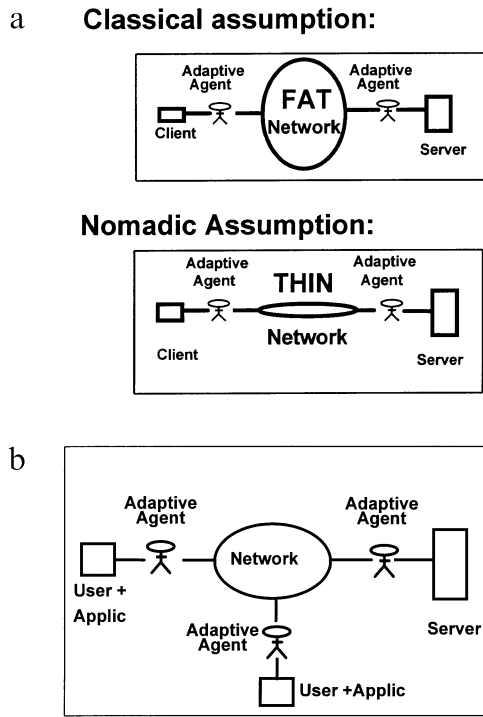 a
Classical assumption:
Adaptive
Agent
FAT
Network
Adaptive
Agent
Client
Server
Nomadic Assumption:
Adaptive
Agent
THIN
Network
Adaptive
Agent
Client
Server
b
Adaptive
Agent
Network
Adaptive
Agent
User +
Applic
Server
Adaptive
Agent
User +Applic